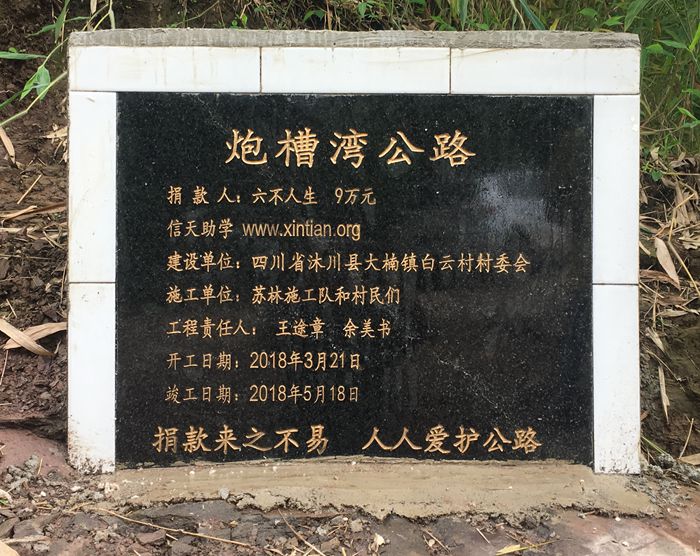 炮槽湾公路
捐款人：六不人生 9万元
信天助学 www.xintian.org
建设单位：四川省沐川县大楠镇白云村村委会
施工单位：苏林施工队和村民们
工程责任人：王途章 余美书
开工日期：2018年3月21日
竣工日期：2018年5月18日
捐款来之不易 人人爱护公路